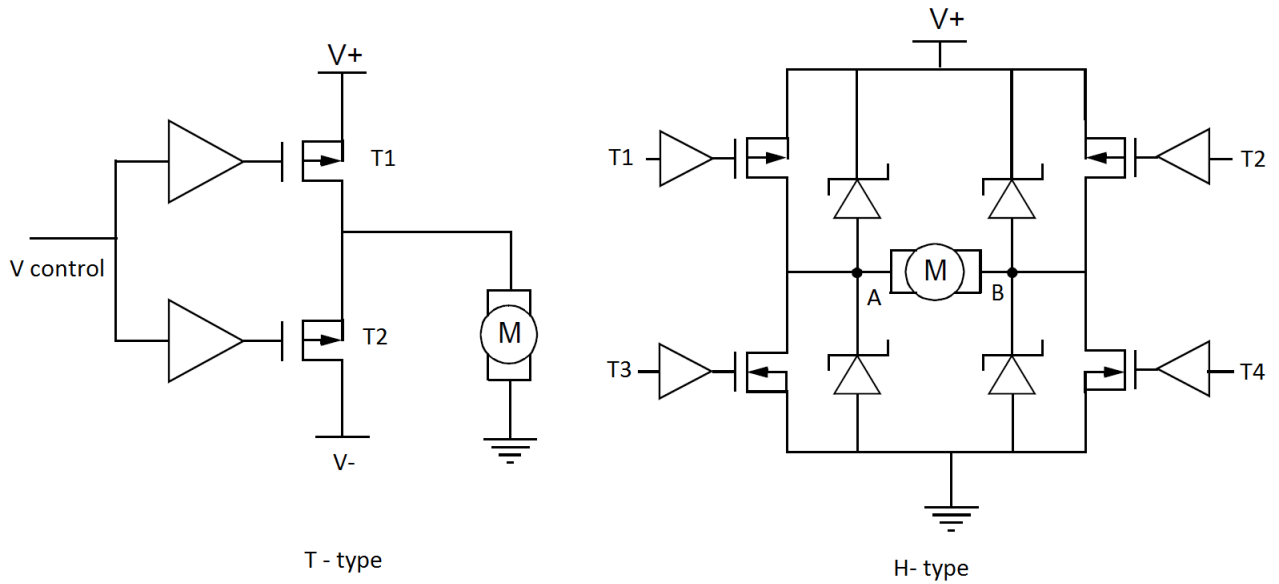 V+
T1
V control
T2
M
V-
T - type
V+
T1
T2
M
A
B
T3
T4
H- type